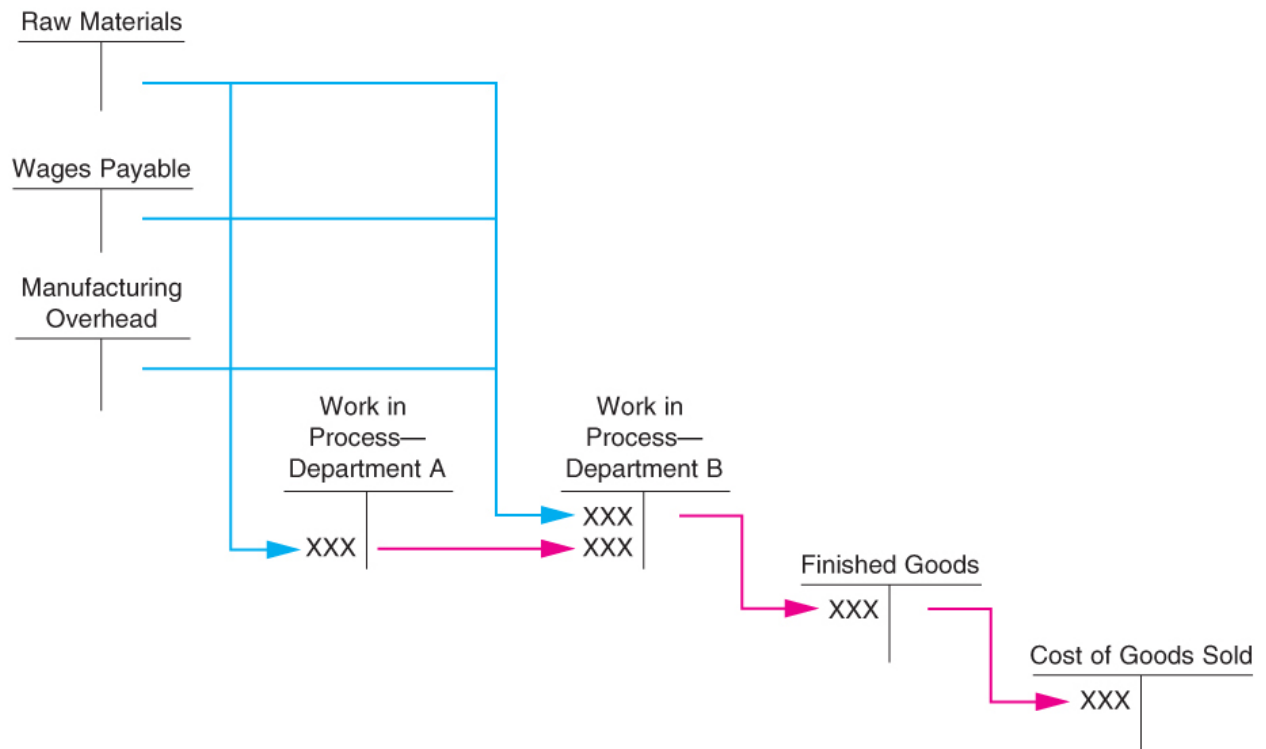 Raw Materials
Wages Payable
Manufacturing
Overhead
Work in
Process—
Department A
XXX
Work in
Process—
Department B
XXX
XXX
Finished Goods
XXX
Cost of Goods Sold
XXX